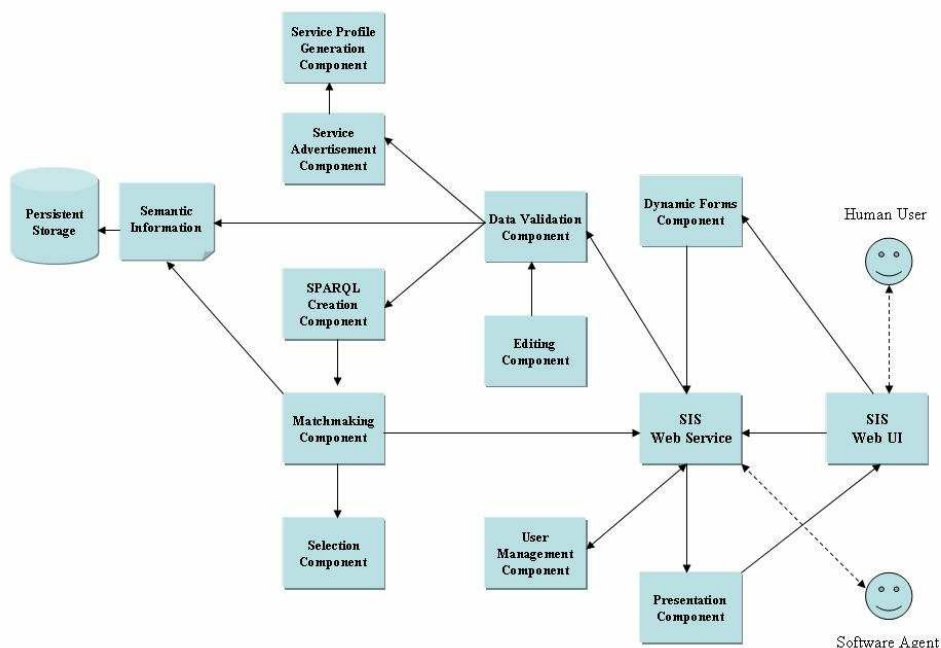 Service Profile
Generation
Component
Service
Advertisement
Component
Persistent
Storage
Semantic
Information
Data Validation
Component
Dynamic Forms
Component
Human User
SPARQL
Creation
Component
Editing
Component
Matchmaking
Component
SIS
Web Service
SIS
Web UI
Selection
Component
User
Management
Component
Presentation
Component
Software Agent